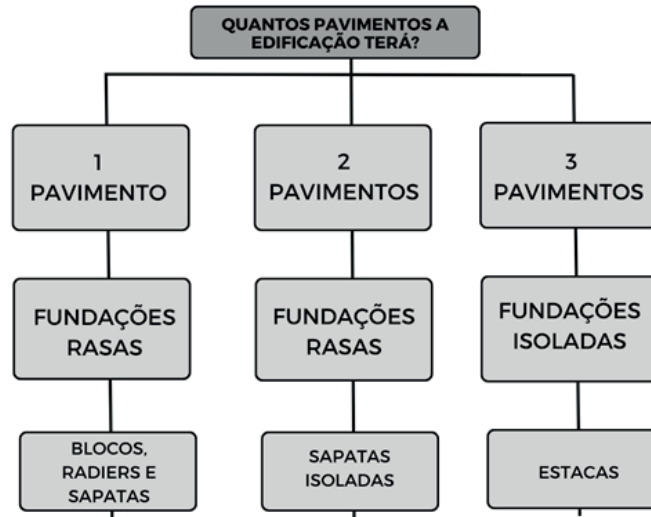 QUANTOS PAVIMENTOS A
EDIFICAÇÃO TERÁ?
1
PAVIMENTO
2
PAVIMENTOS
3
PAVIMENTOS
FUNDAÇÕES
RASAS
FUNDAÇÕES
RASAS
FUNDAÇÕES
ISOLADAS
BLOCOS,
RADIERS E
SAPATAS
SAPATAS
ISOLADAS
ESTACAS